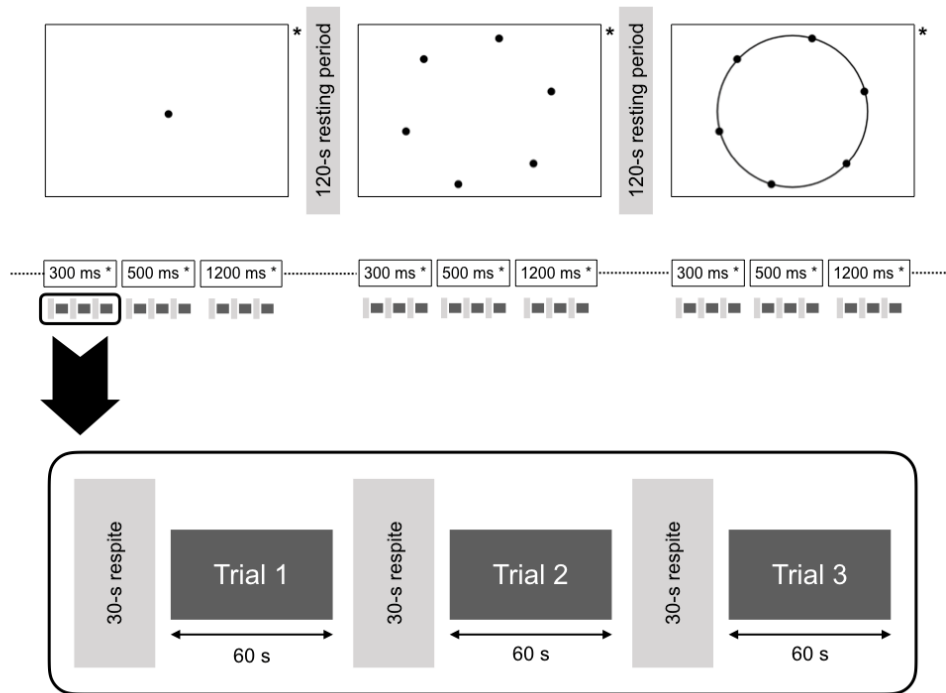 *
120-s resting period
*
120-s resting period
*
300 ms *
500 ms *
1200 ms *
300 ms *
500 ms *
1200 ms *
300 ms *
500 ms *
1200 ms *
30-s respite
Trial 1
60 s
30-s respite
Trial 2
60 s
30-s respite
Trial 3
60 s